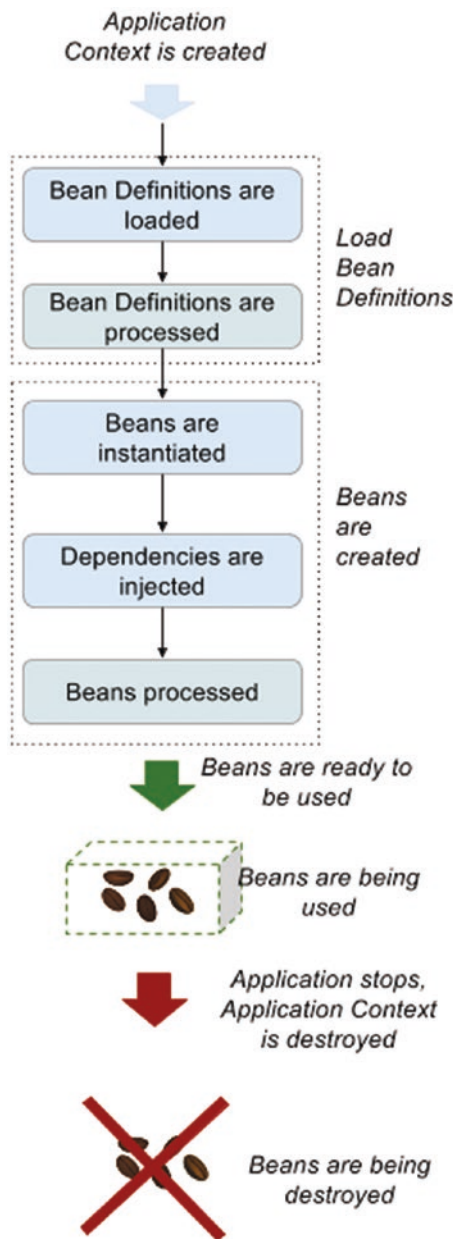 Application
Context is created
Bean Definitions are
loaded
Load
Bean
Definitions
Bean Definitions are
processed
Beans are
instantiated
Beans
are
created
Dependencies are
injected
Beans processed
Beans are ready to
be used
Beans are being
used
Application stops,
Application Context
is destroyed
Beans are being
destroyed